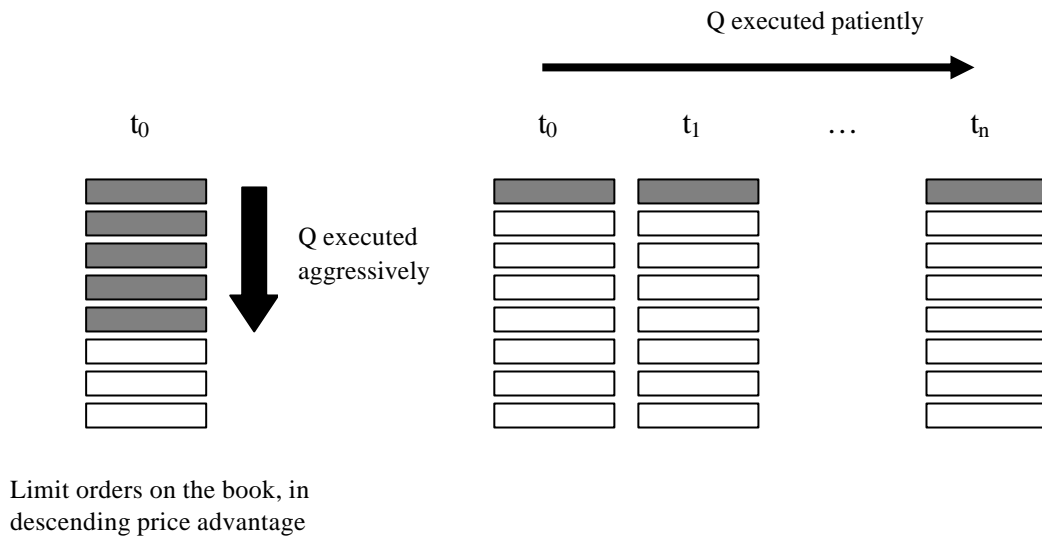 Q executed patiently
t0
t0
t1
…
tn
Q executed
aggressively
Limit orders on the book, in
descending price advantage